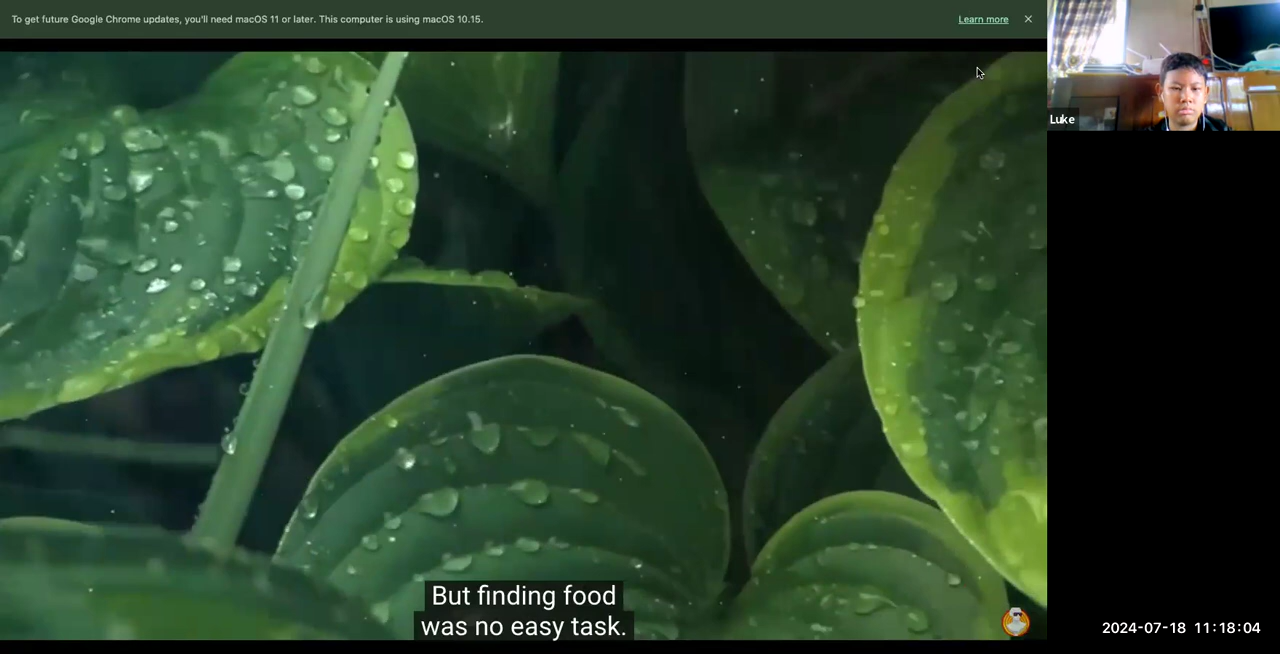 To get future Google Chrome updates, you'll need macOS 11 or later. This computer is using macOS 10.15.
Learn more
Luke
But finding food
was no easy task.
2024-07-18 11:18:04